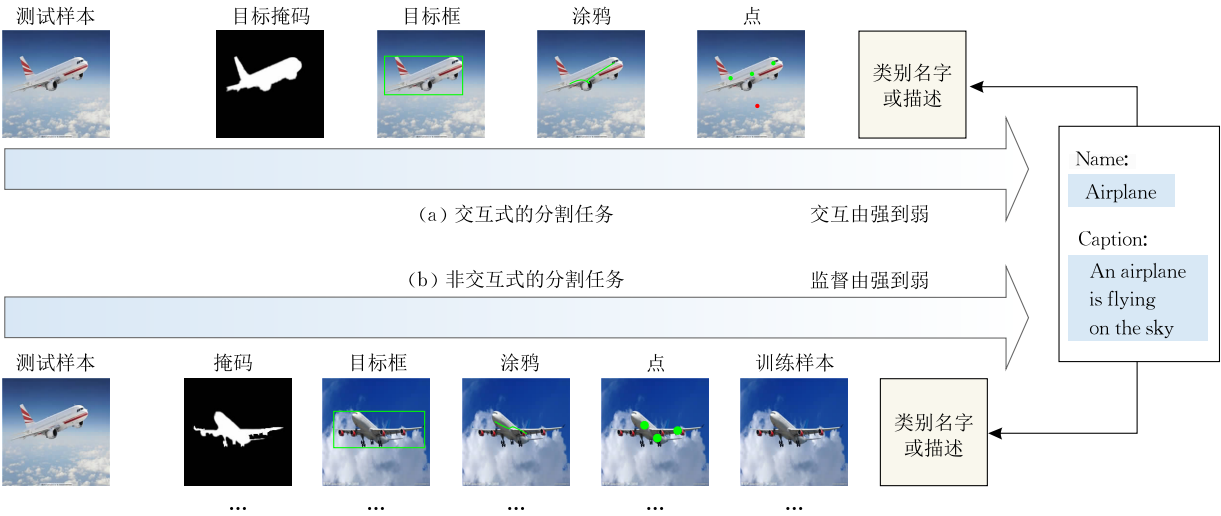 测试样本
目标掩码
目标框
涂鸦
点
类别名字
或描述
(a) 交互式的分割任务
交互由强到弱
Name:
Airplane
Caption:
An airplane
is flying
on the sky
(b) 非交互式的分割任务
监督由强到弱
测试样本
掩码
目标框
涂鸦
点
训练样本
类别名字
或描述
...
...
...
...
...